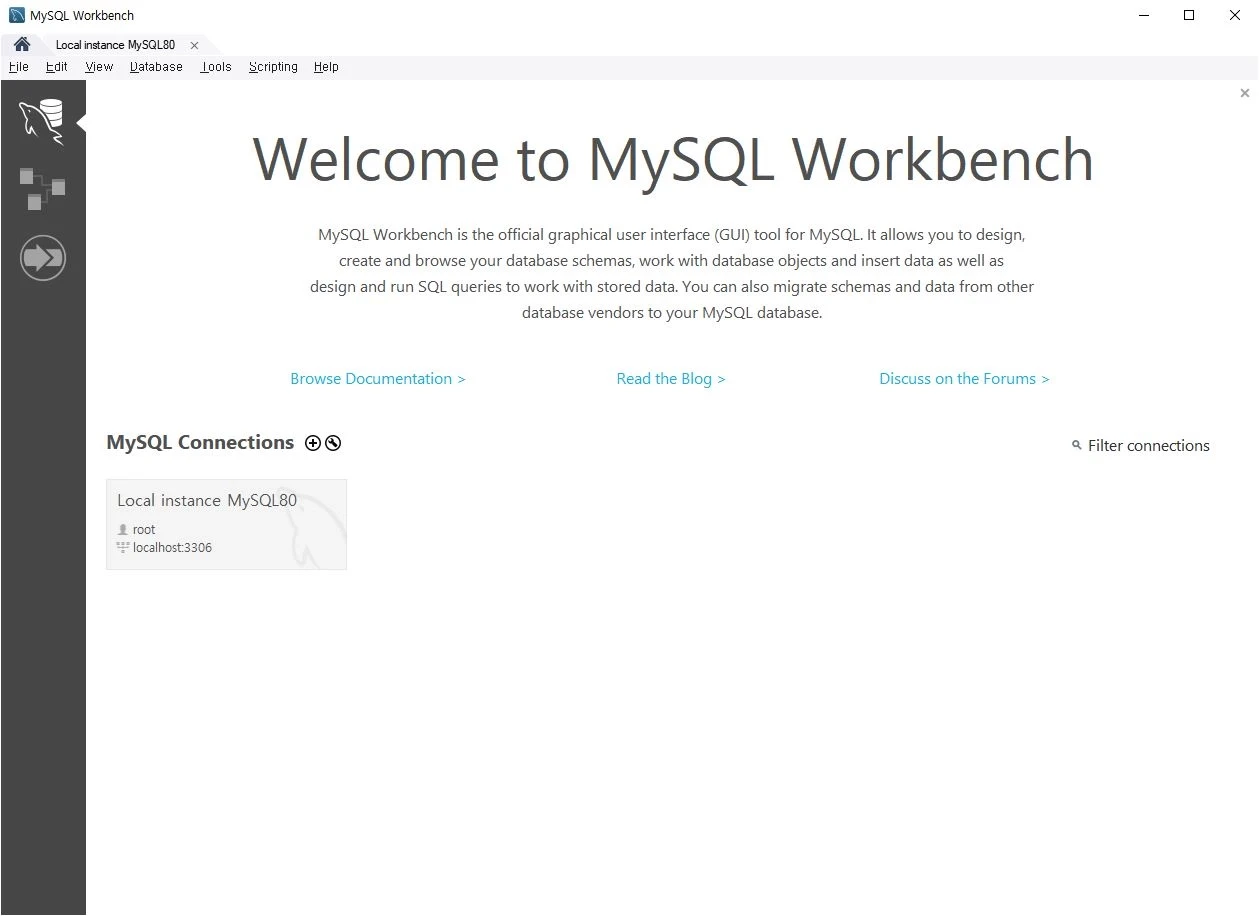 MySQL Workbench
Local instance MySQL80
File Edit View Database Tools Scripting Help
Welcome to MySQL Workbench
MySQL Workbench is the official graphical user interface (GUI) tool for MySQL. It allows you to design,
create and browse your database schemas, work with database objects and insert data as well as
design and run SQL queries to work with stored data. You can also migrate schemas and data from other
database vendors to your MySQL database.
Browse Documentation > Read the Blog > Discuss on the Forums >
MySQL Connections Filter connections
Local instance MySQL80
root
localhost:3306